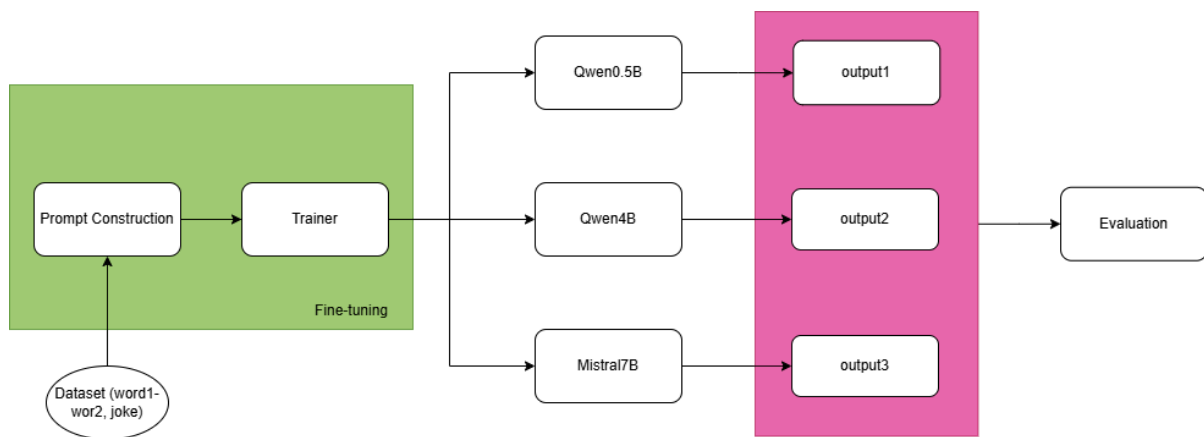 Qwen0.5B
output1
Prompt Construction
Trainer
Qwen4B
output2
Evaluation
Fine-tuning
Mistral7B
output3
Dataset (word1-
wor2, joke)